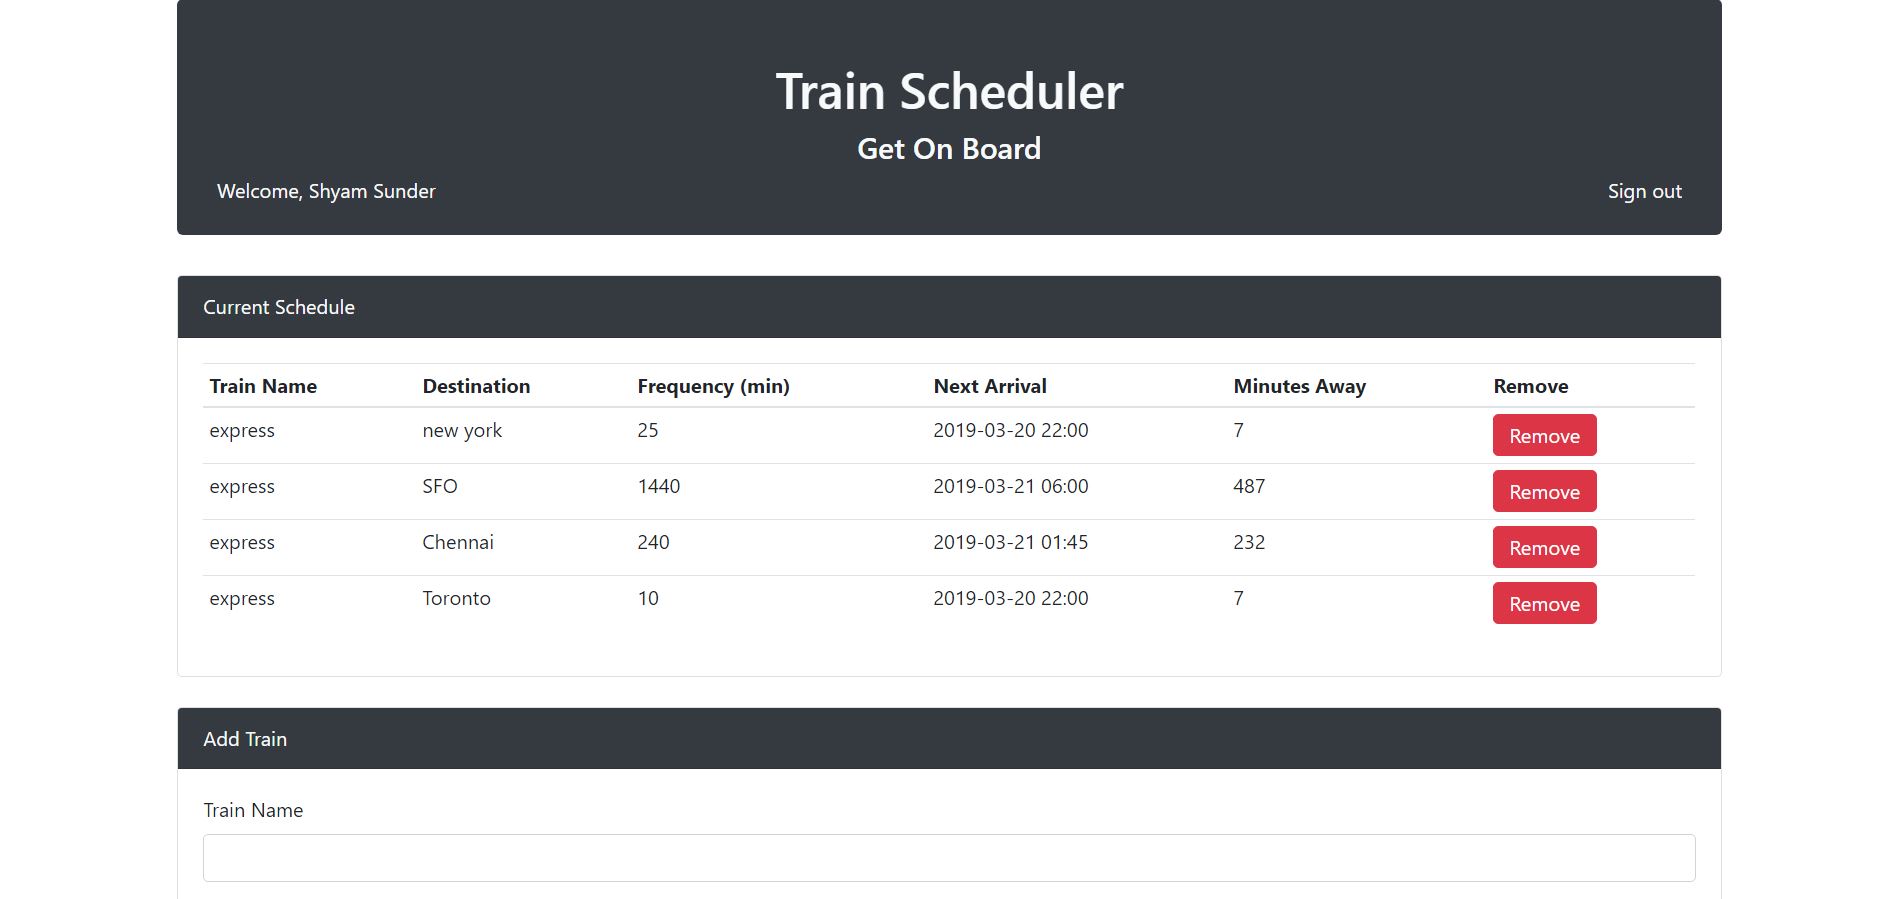 Train Scheduler
Get On Board
Welcome, Shyam Sunder Sign out
Current Schedule
Train Name Destination Frequency (min) Next Arrival Minutes Away Remove
express new york 25 2019-03-20 22:00 7 Remove
express SFO 1440 2019-03-21 06:00 487 Remove
express Chennai 240 2019-03-21 01:45 232 Remove
express Toronto 10 2019-03-20 22:00 7 Remove
Add Train
Train Name